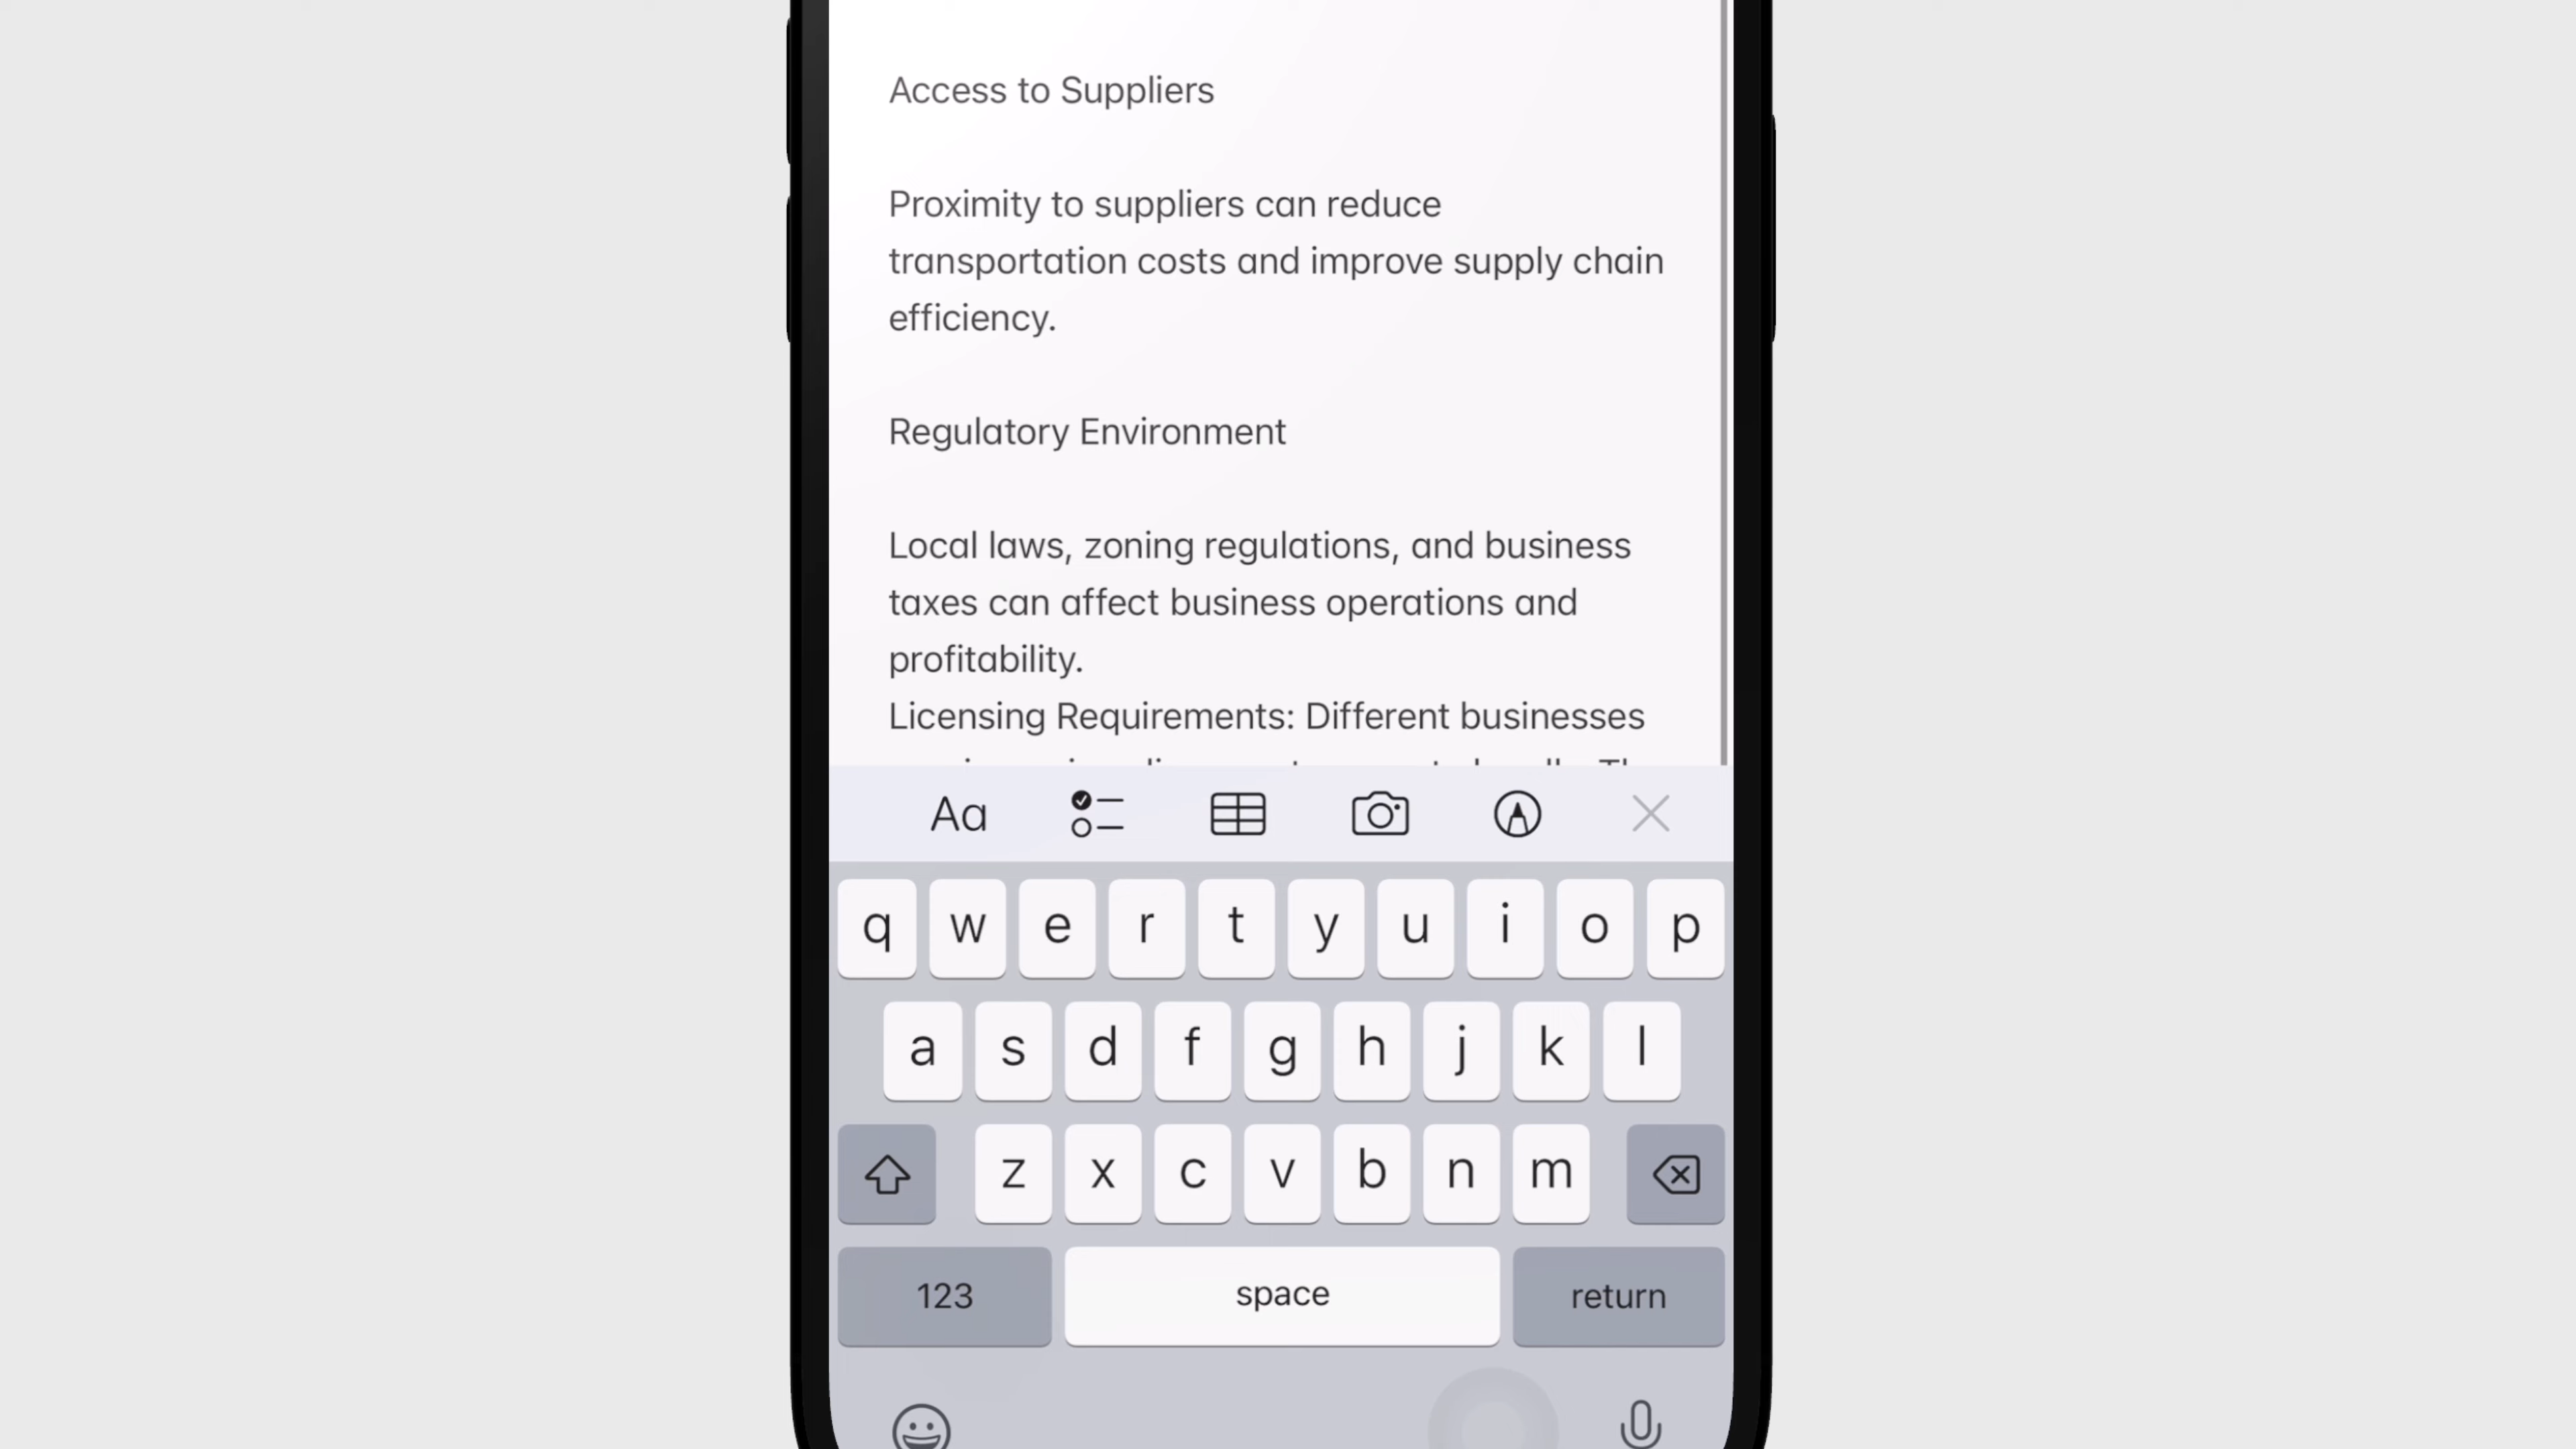 Access to Suppliers
Proximity to suppliers can reduce
transportation costs and improve supply chain
efficiency.
Regulatory Environment
Local laws, zoning regulations, and business
taxes can affect business operations and
profitability.
Licensing Requirements: Different businesses
Aa
q w e r t y u i o p
a s d f g h j k l
z x c v b n m
123 space return